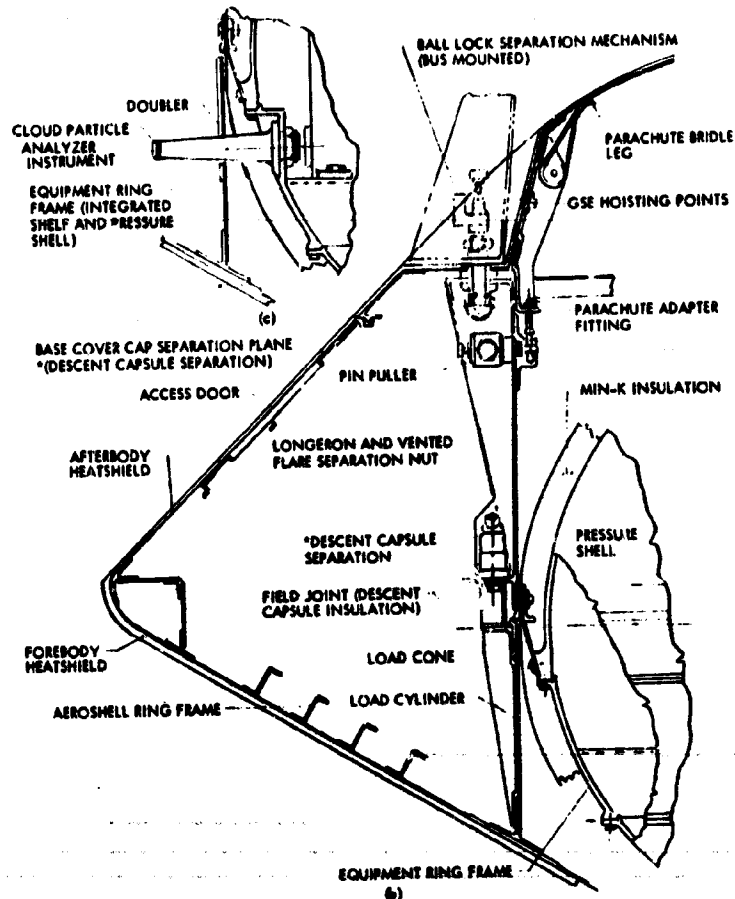 BALL LOCK SEPARATION MECHANISM
(BUS MOUNTED)
DOUBLER
CLOUD PARTICLE
ANALYZER
INSTRUMENT
PARACHUTE BRIDLE
LEG
EQUIPMENT RING
FRAME (INTEGRATED
SHELF AND PRESSURE
SHELL)
GSE HOISTING POINTS
(c)
PARACHUTE ADAPTER
FITTING
BASE COVER CAP SEPARATION PLANE
*(DESCENT CAPSULE SEPARATION)
PIN PULLER
ACCESS DOOR
MIN-K INSULATION
LONGERON AND VENTED
FLARE SEPARATION NUT
AFTERBODY
HEATSHIELD
*DESCENT CAPSULE
SEPARATION
PRESSURE
SHELL
FIELD JOINT (DESCENT
CAPSULE INSULATION)
FOREBODY
HEATSHIELD
LOAD CONE
LOAD CYLINDER
AEROSHELL RING FRAME
EQUIPMENT RING FRAME
(b)